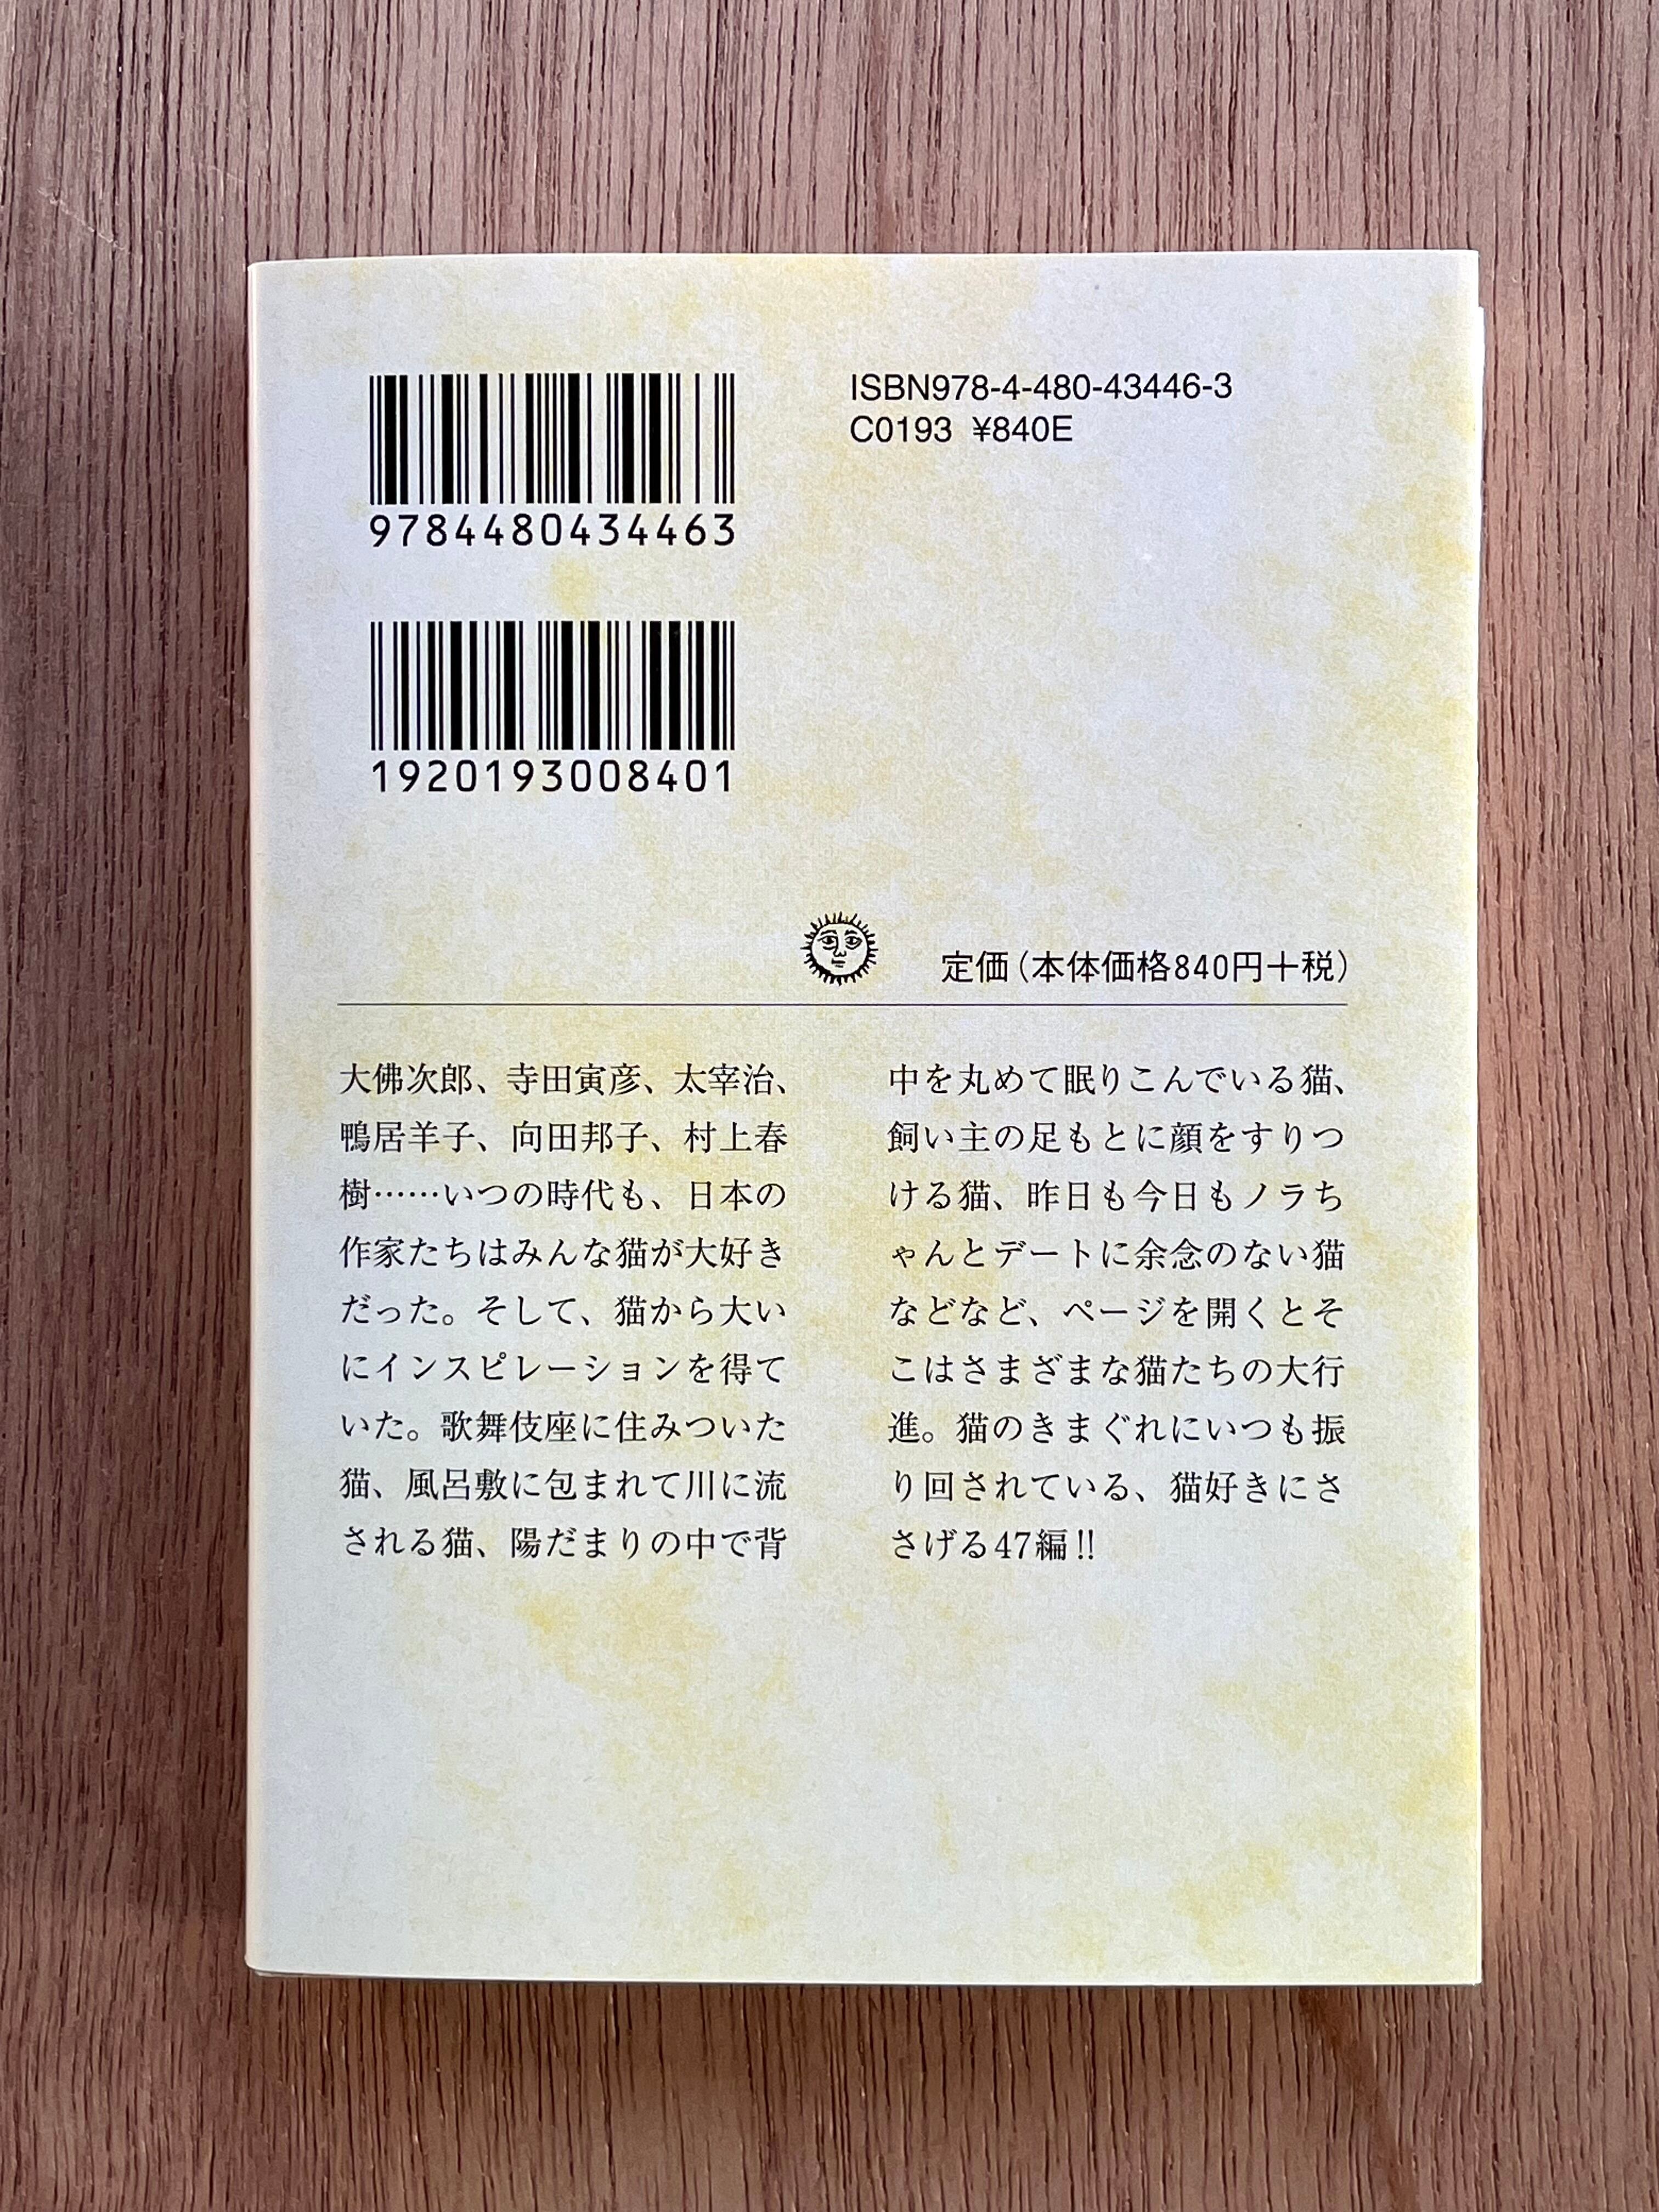 9784480434463
ISBN978-4-480-43446-3
C0193 ¥840E
1920193008401
定価(本体価格840円+税)
大佛次郎、寺田寅彦、太宰治、
鴨居羊子、向田邦子、村上春
樹……いつの時代も、日本の
作家たちはみんな猫が大好き
だった。そして、猫から大い
にインスピレーションを得て
いた。歌舞伎座に住みついた
猫、風呂敷に包まれて川に流
される猫、陽だまりの中で背
中を丸めて眠りこんでいる猫、
飼い主の足もとに顔をすりつ
ける猫、昨日も今日もノラち
ゃんとデートに余念のない猫
などなど、ページを開くとそ
こはさまざまな猫たちの大行
進。猫のきまぐれにいつも振
り回されている、猫好きにさ
さげる47編!!